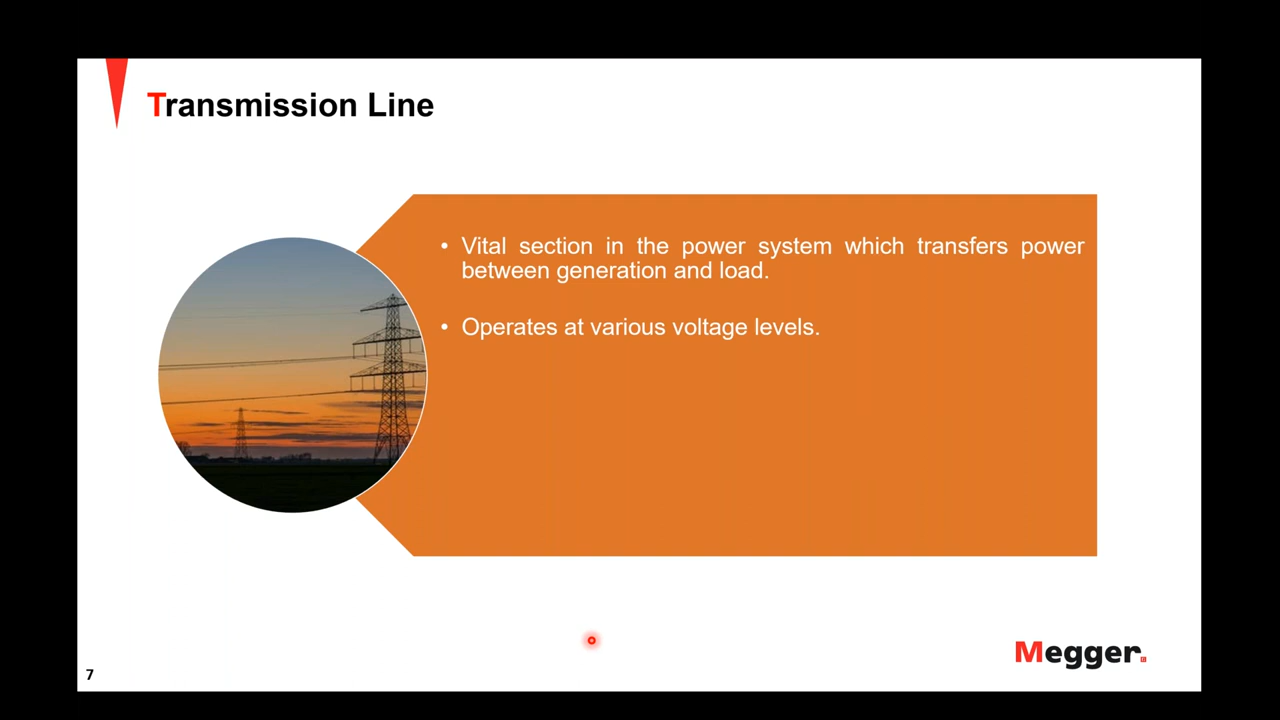 Transmission Line
• Vital section in the power system which transfers power
between generation and load.
• Operates at various voltage levels.
Megger
7